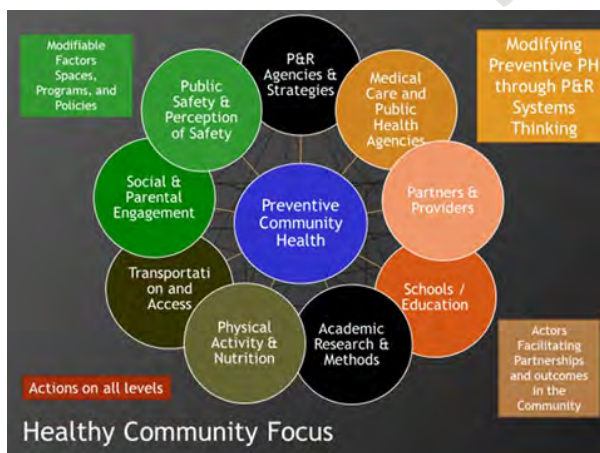 Modifiable
Factors
Spaces,
Programs, and
Policies
P&R
Agencies &
Strategies
Modifying
Preventive PH
through P&R
Systems
Thinking
Public
Safety &
Perception
of Safety
Medical
Care and
Public
Health
Agencies
Social &
Parental
Engagement
Preventive
Community
Health
Partners &
Providers
Transportati
on and
Access
Schools /
Education
Physical
Activity &
Nutrition
Academic
Research &
Methods
Actors
Facilitating
Partnerships
and outcomes
in the
Community
Actions on all levels
Healthy Community Focus